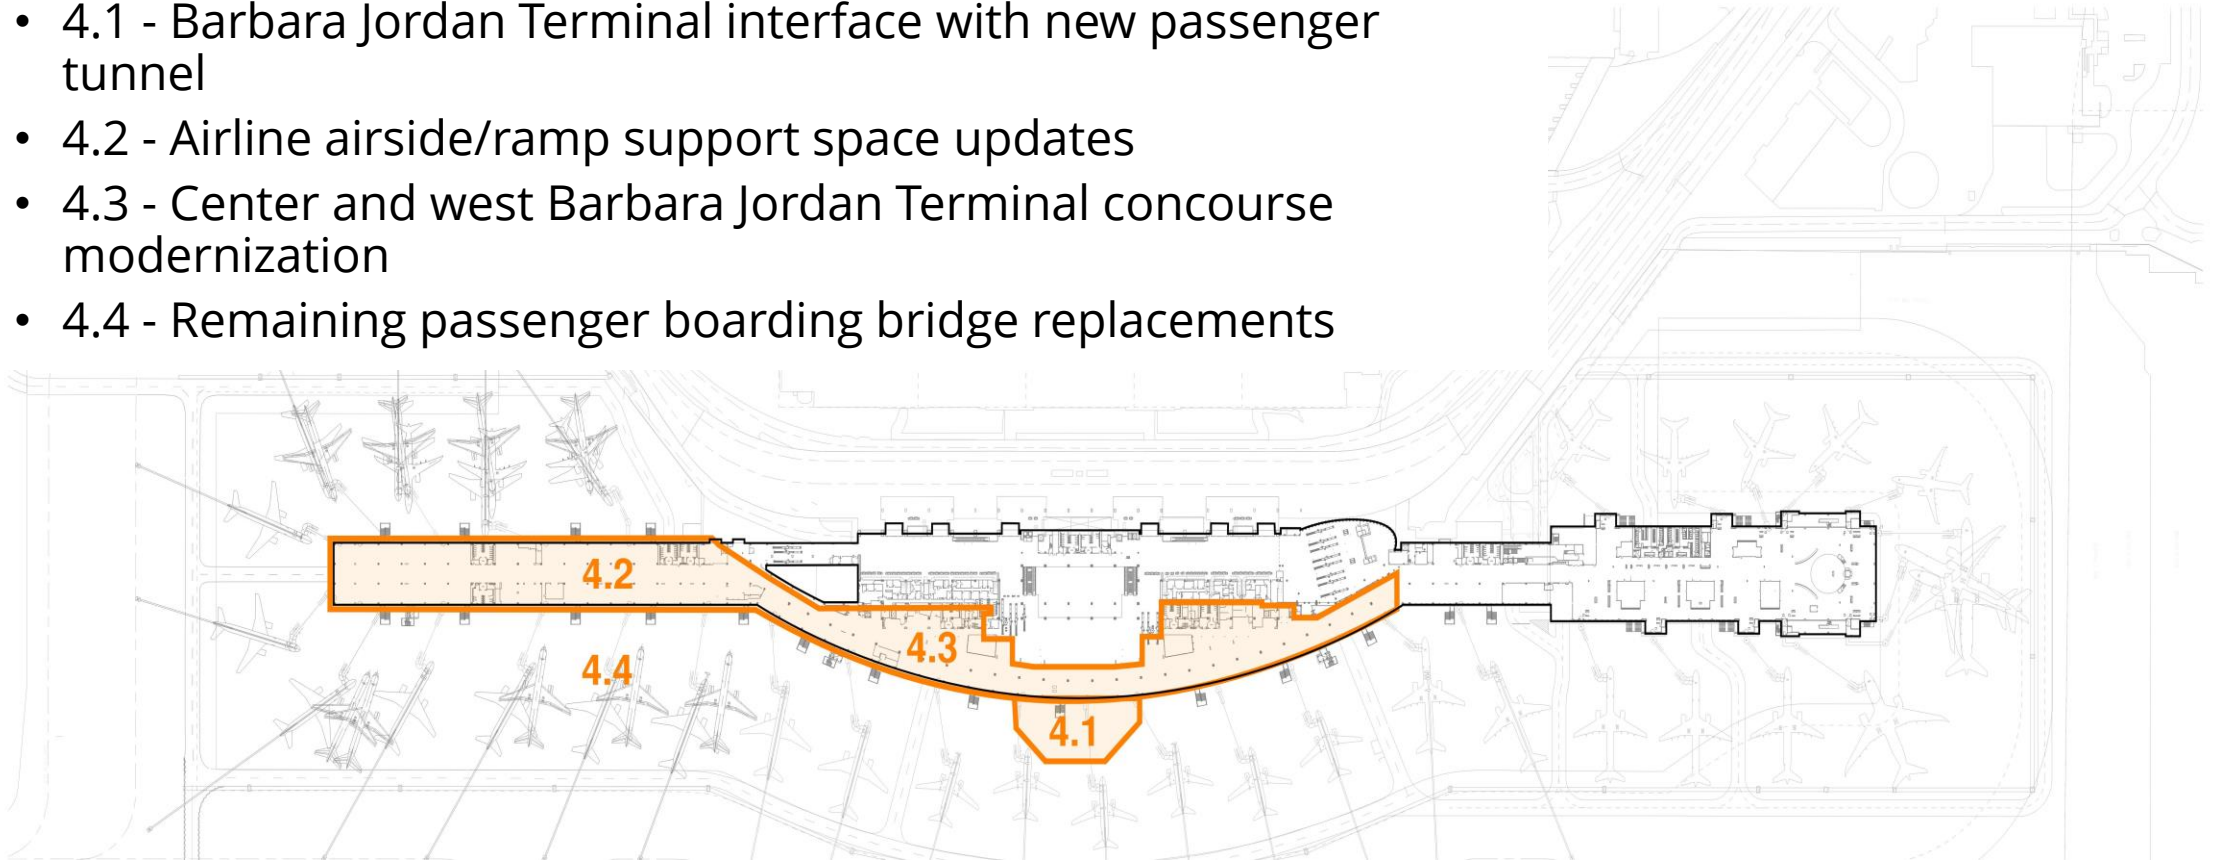 • 4.1 - Barbara Jordan Terminal interface with new passenger
tunnel
• 4.2 - Airline airside/ramp support space updates
• 4.3 - Center and west Barbara Jordan Terminal concourse
modernization
• 4.4 - Remaining passenger boarding bridge replacements
4.2
4.3
4.4
4.1